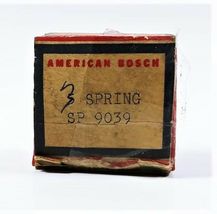 AMERICAN BOSCH
3 SPRING
SP 9039